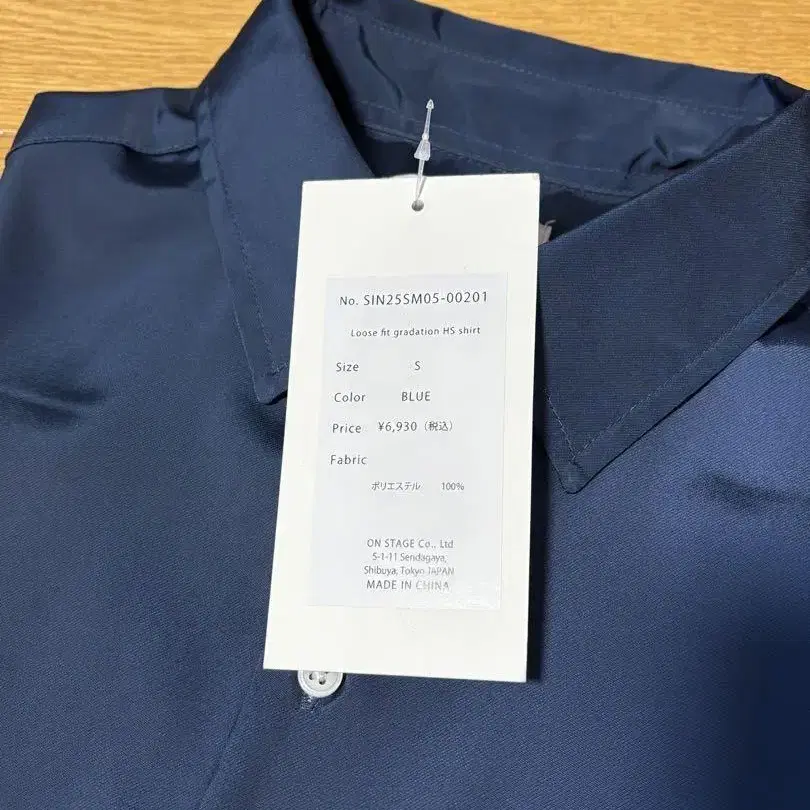 No. SIN25SM05-00201
Loose fit gradation HS shirt
Size S
Color BLUE
Price ¥6,930 (税込)
Fabric
ポリエステル 100%
ON STAGE Co., Ltd
5-1-11 Sendagaya,
Shibuya, Tokyo JAPAN
MADE IN CHINA